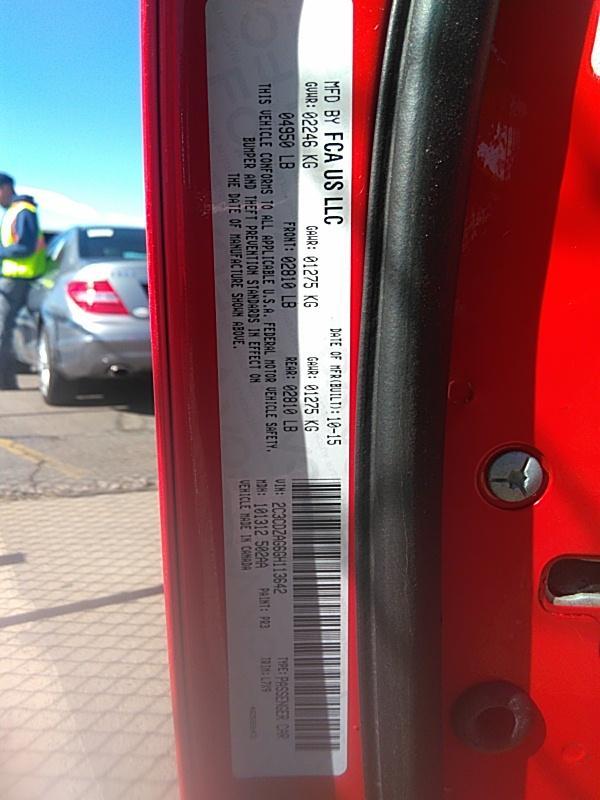 MFD BY FCA US LLC
DATE OF MFR(BUILT): 10-15
GVWR: 02246 KG GAWR: 01275 KG GAWR: 01275 KG
04950 LB FRONT: 02810 LB REAR: 02810 LB
THIS VEHICLE CONFORMS TO ALL APPLICABLE U.S.A. FEDERAL MOTOR VEHICLE SAFETY,
BUMPER AND THEFT PREVENTION STANDARDS IN EFFECT ON
THE DATE OF MANUFACTURE SHOWN ABOVE.
VIN: 2C3CDZAG6GH113642 TYPE: PASSENGER CAR
MDH: 101312 502AA PAINT: PR3 TRIM: L7X9
VEHICLE MADE IN CANADA